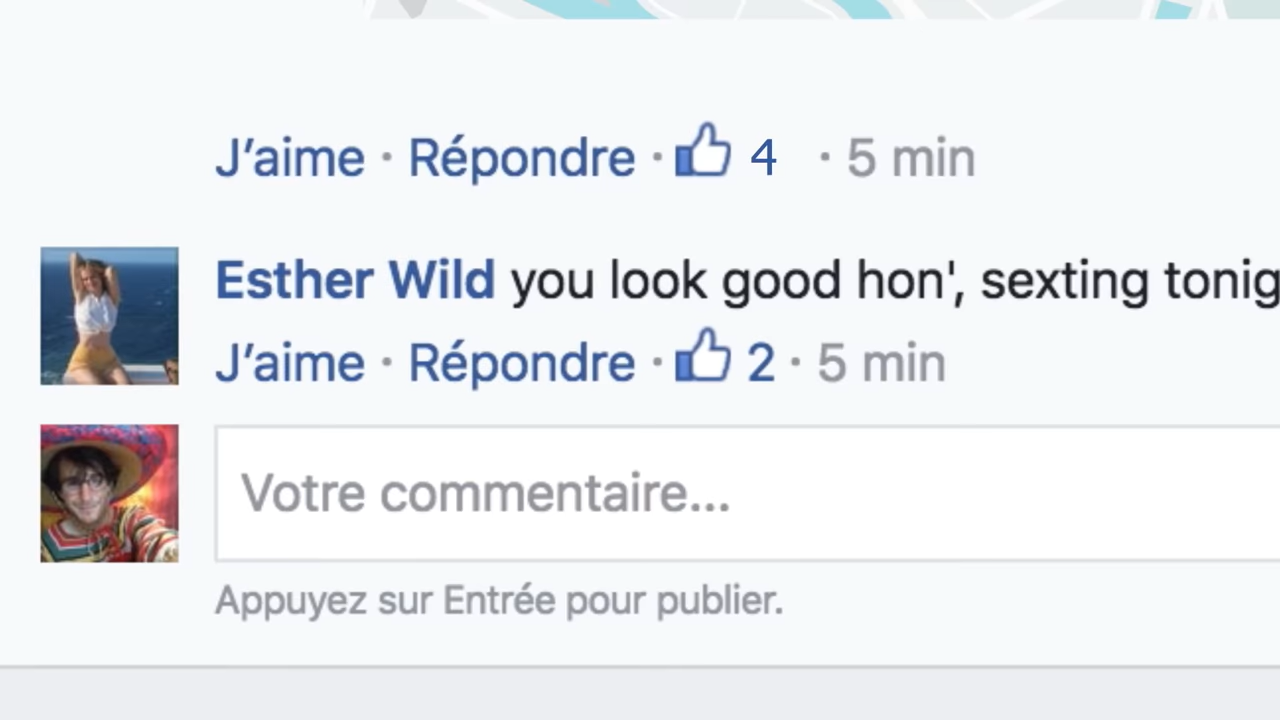 J’aime · Répondre · 4 · 5 min
Esther Wild you look good hon', sexting tonig
J’aime · Répondre · 2 · 5 min
Votre commentaire...
Appuyez sur Entrée pour publier.